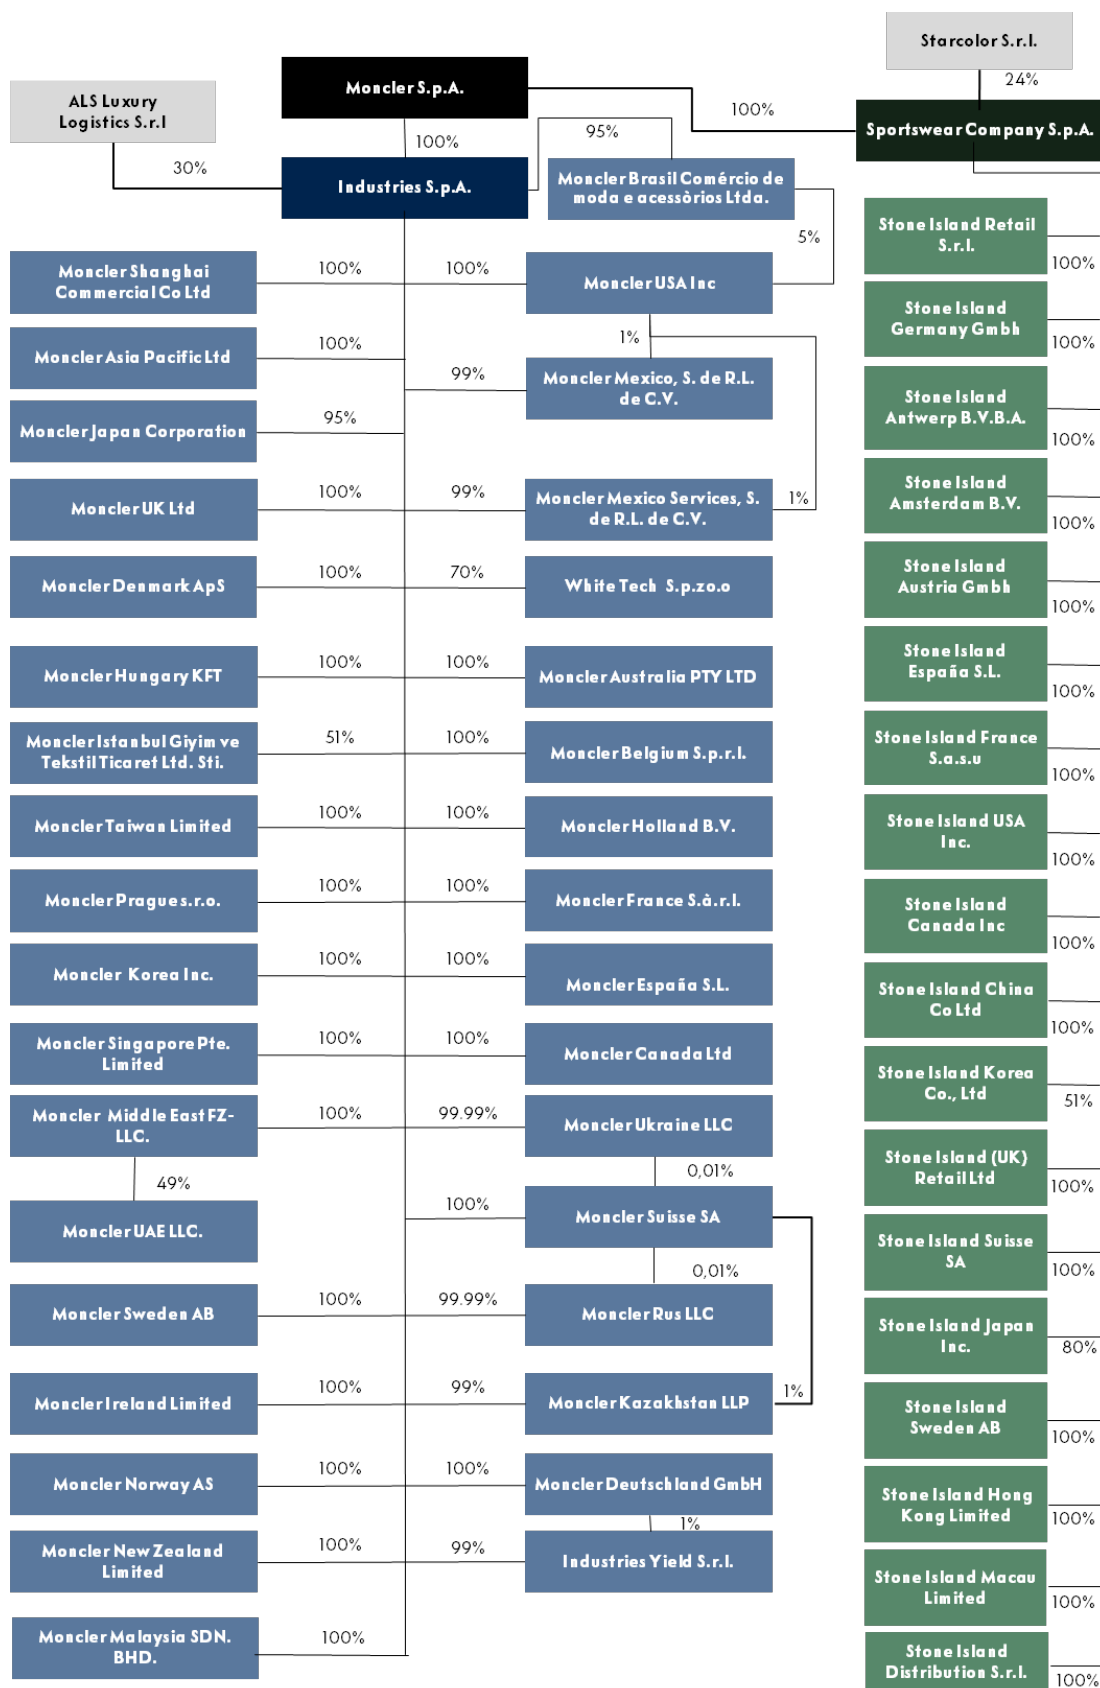 Starcolor S.r.l.
24%
Moncler S.p.A.
ALS Luxury
Logistics S.r.l
100%
95%
100%
Sportswear Company S.p.A.
30%
Industries S.p.A.
Moncler Brasil Comércio de
moda e acessòrios Ltda.
5%
Moncler Shanghai
Commercial Co Ltd
100%
100%
Moncler USA Inc
Moncler Asia Pacific Ltd
100%
1%
99%
Moncler Mexico, S. de R.L.
de C.V.
Moncler Japan Corporation
95%
Moncler UK Ltd
100%
99%
Moncler Mexico Services, S.
de R.L. de C.V.
1%
Moncler Denmark ApS
100%
70%
White Tech S.p.zo.o
Moncler Hungary KFT
100%
100%
Moncler Australia PTY LTD
Moncler Istanbul Giyim ve
Tekstil Ticaret Ltd. Sti.
51%
100%
Moncler Belgium S.p.r.l.
Moncler Taiwan Limited
100%
100%
Moncler Holland B.V.
Moncler Prague s.r.o.
100%
100%
Moncler France S.à.r.l.
Moncler Korea Inc.
100%
100%
Moncler España S.L.
Moncler Singapore Pte.
Limited
100%
100%
Moncler Canada Ltd
Moncler Middle East FZ-
LLC.
100%
99.99%
Moncler Ukraine LLC
49%
0,01%
Moncler UAE LLC.
100%
Moncler Suisse SA
0,01%
Moncler Sweden AB
100%
99.99%
Moncler Rus LLC
Moncler Ireland Limited
100%
99%
Moncler Kazakhstan LLP
1%
Moncler Norway AS
100%
100%
Moncler Deutschland GmbH
1%
Moncler New Zealand
Limited
100%
99%
Industries Yield S.r.l.
Moncler Malaysia SDN.
BHD.
100%
Stone Island Retail
S.r.l.
100%
Stone Island
Germany Gmbh
100%
Stone Island
Antwerp B.V.B.A.
100%
Stone Island
Amsterdam B.V.
100%
Stone Island
Austria Gmbh
100%
Stone Island
España S.L.
100%
Stone Island France
S.a.s.u
100%
Stone Island USA
Inc.
100%
Stone Island
Canada Inc
100%
Stone Island China
Co Ltd
100%
Stone Island Korea
Co., Ltd
51%
Stone Island (UK)
Retail Ltd
100%
Stone Island Suisse
SA
100%
Stone Island Japan
Inc.
80%
Stone Island
Sweden AB
100%
Stone Island Hong
Kong Limited
100%
Stone Island Macau
Limited
100%
Stone Island
Distribution S.r.l.
100%